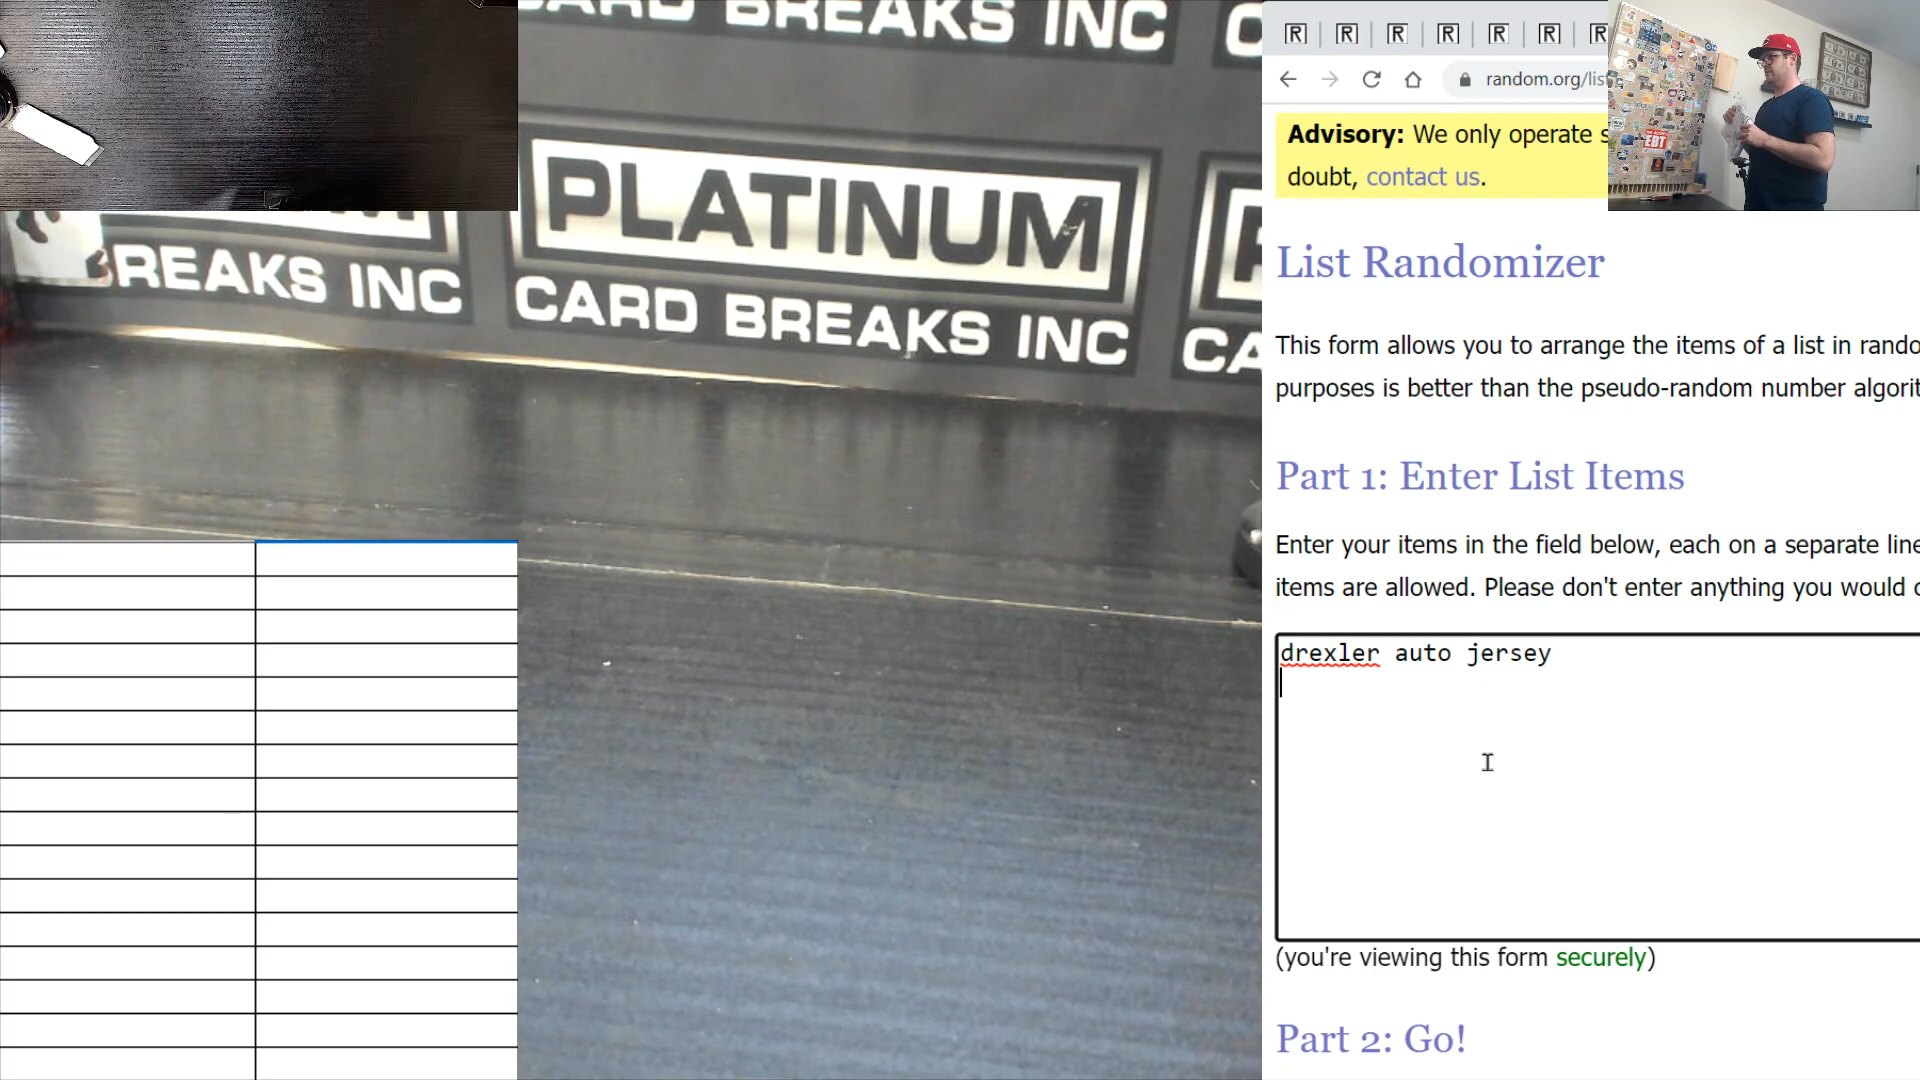 CARD BREAKS INC
PLATINUM
CARD BREAKS INC
BREAKS INC
CA
random.org/lis
Advisory: We only operate s
doubt, contact us.
EBT
List Randomizer
This form allows you to arrange the items of a list in rando
purposes is better than the pseudo-random number algorit
Part 1: Enter List Items
Enter your items in the field below, each on a separate line
items are allowed. Please don't enter anything you would c
drexler auto jersey
(you're viewing this form securely)
Part 2: Go!